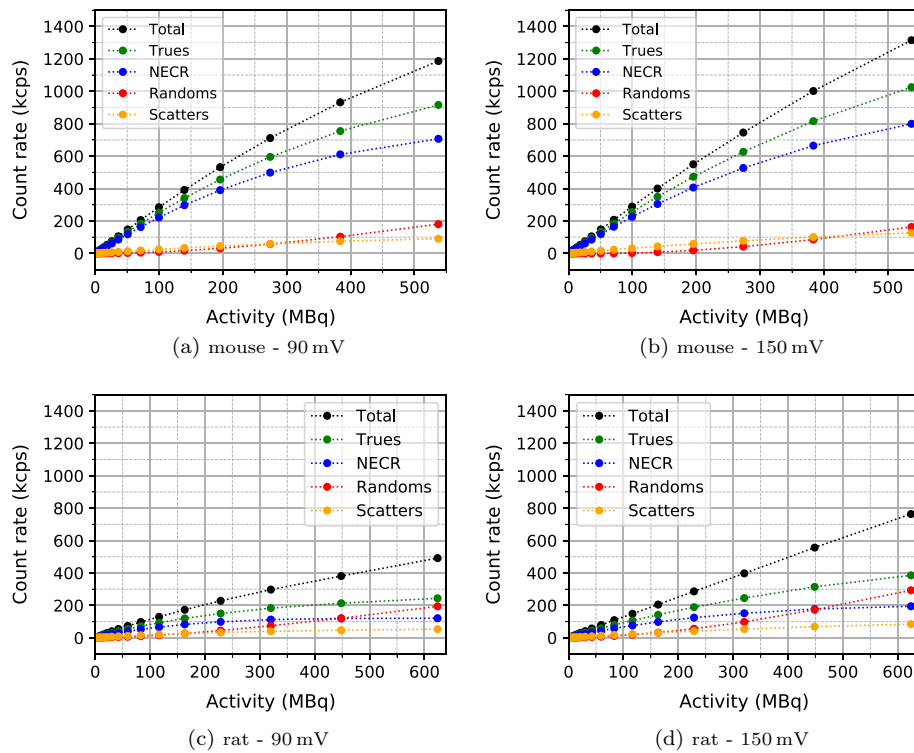 1400
1200
1000
800
600
400
200
0
Count rate (kcps)
Total
Trues
NECR
Randoms
Scatters
0 100 200 300 400 500
Activity (MBq)
(a) mouse - 90 mV
1400
1200
1000
800
600
400
200
0
Count rate (kcps)
Total
Trues
NECR
Randoms
Scatters
0 100 200 300 400 500
Activity (MBq)
(b) mouse - 150 mV
1400
1200
1000
800
600
400
200
0
Count rate (kcps)
Total
Trues
NECR
Randoms
Scatters
0 100 200 300 400 500 600
Activity (MBq)
(c) rat - 90 mV
1400
1200
1000
800
600
400
200
0
Count rate (kcps)
Total
Trues
NECR
Randoms
Scatters
0 100 200 300 400 500 600
Activity (MBq)
(d) rat - 150 mV